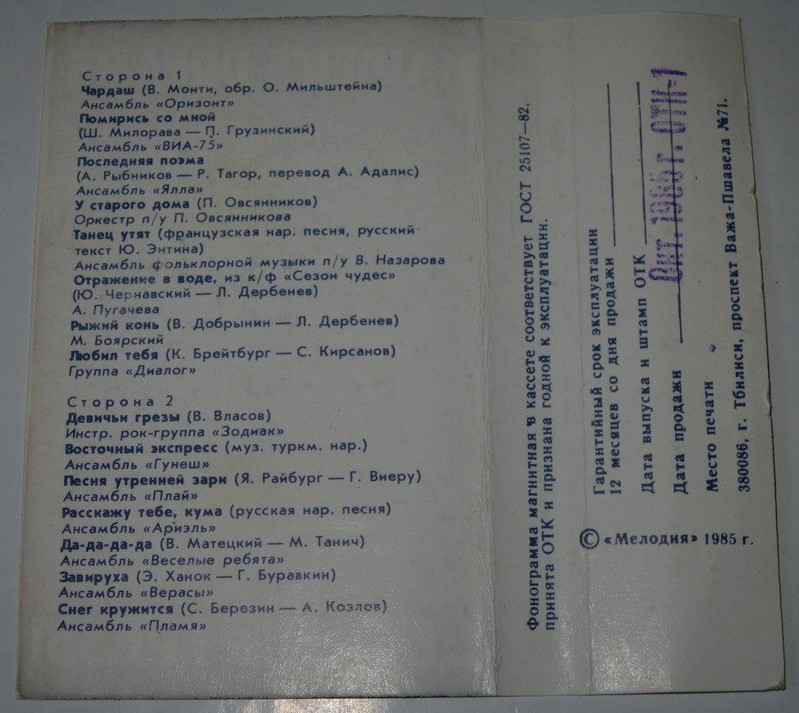 Сторона 1
Чардаш (В. Монти, обр. О. Мильштейна)
Ансамбль «Оризонт»
Помирись со мной
(Ш. Милорава — П. Грузинский)
Ансамбль «ВИА-75»
Последняя поэма
(А. Рыбников — Р. Тагор, перевод А. Адалис)
Ансамбль «Ялла»
У старого дома (П. Овсянников)
Оркестр п/у П. Овсянникова
Танец утят (французская нар. песня, русский
текст Ю. Энтина)
Ансамбль фольклорной музыки п/у В. Назарова
Отражение в воде, из к/ф «Сезон чудес»
(Ю. Чернавский — Л. Дербенев)
А. Пугачева
Рыжий конь (В. Добрынин — Л. Дербенев)
М. Боярский
Любил тебя (К. Брейтбург — С. Кирсанов)
Группа «Диалог»
Сторона 2
Девичьи грезы (В. Власов)
Инстр. рок-группа «Зодиак»
Восточный экспресс (муз. туркм. нар.)
Ансамбль «Гунеш»
Песня утренней зари (Я. Райбург — Г. Виеру)
Ансамбль «Плай»
Расскажу тебе, кума (русская нар. песня)
Ансамбль «Ариэль»
Да-да-да-да (В. Матецкий — М. Танич)
Ансамбль «Веселые ребята»
Завируха (Э. Ханок — Г. Буравкин)
Ансамбль «Верасы»
Снег кружится (С. Березин — А. Козлов)
Ансамбль «Пламя»
Фонограмма магнитная в кассете соответствует ГОСТ 25107—82,
принята ОТК и признана годной к эксплуатации.
Гарантийный срок эксплуатации
12 месяцев со дня продажи
Дата выпуска и штамп ОТК
Окт. 1985 г. ОТК-1
Дата продажи
Место печати
380086, г. Тбилиси, проспект Важа-Пшавела №71.
© «Мелодия» 1985 г.